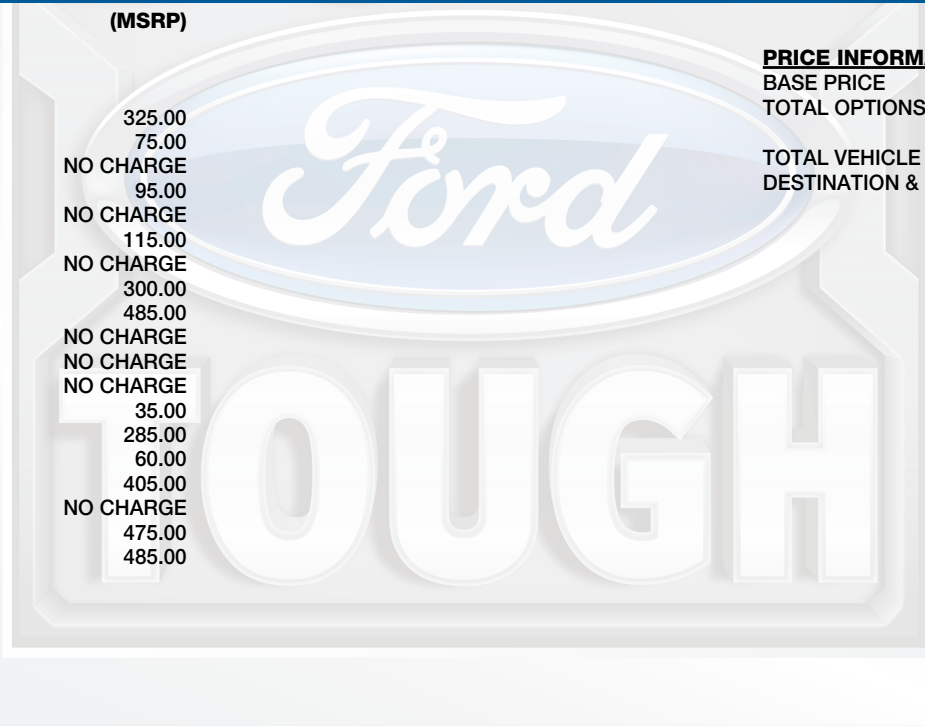 (MSRP)
325.00
75.00
NO CHARGE
95.00
NO CHARGE
115.00
NO CHARGE
300.00
485.00
NO CHARGE
NO CHARGE
NO CHARGE
35.00
285.00
60.00
405.00
NO CHARGE
475.00
485.00
PRICE INFORMA
BASE PRICE
TOTAL OPTIONS
TOTAL VEHICLE
DESTINATION &
Ford
TOUGH